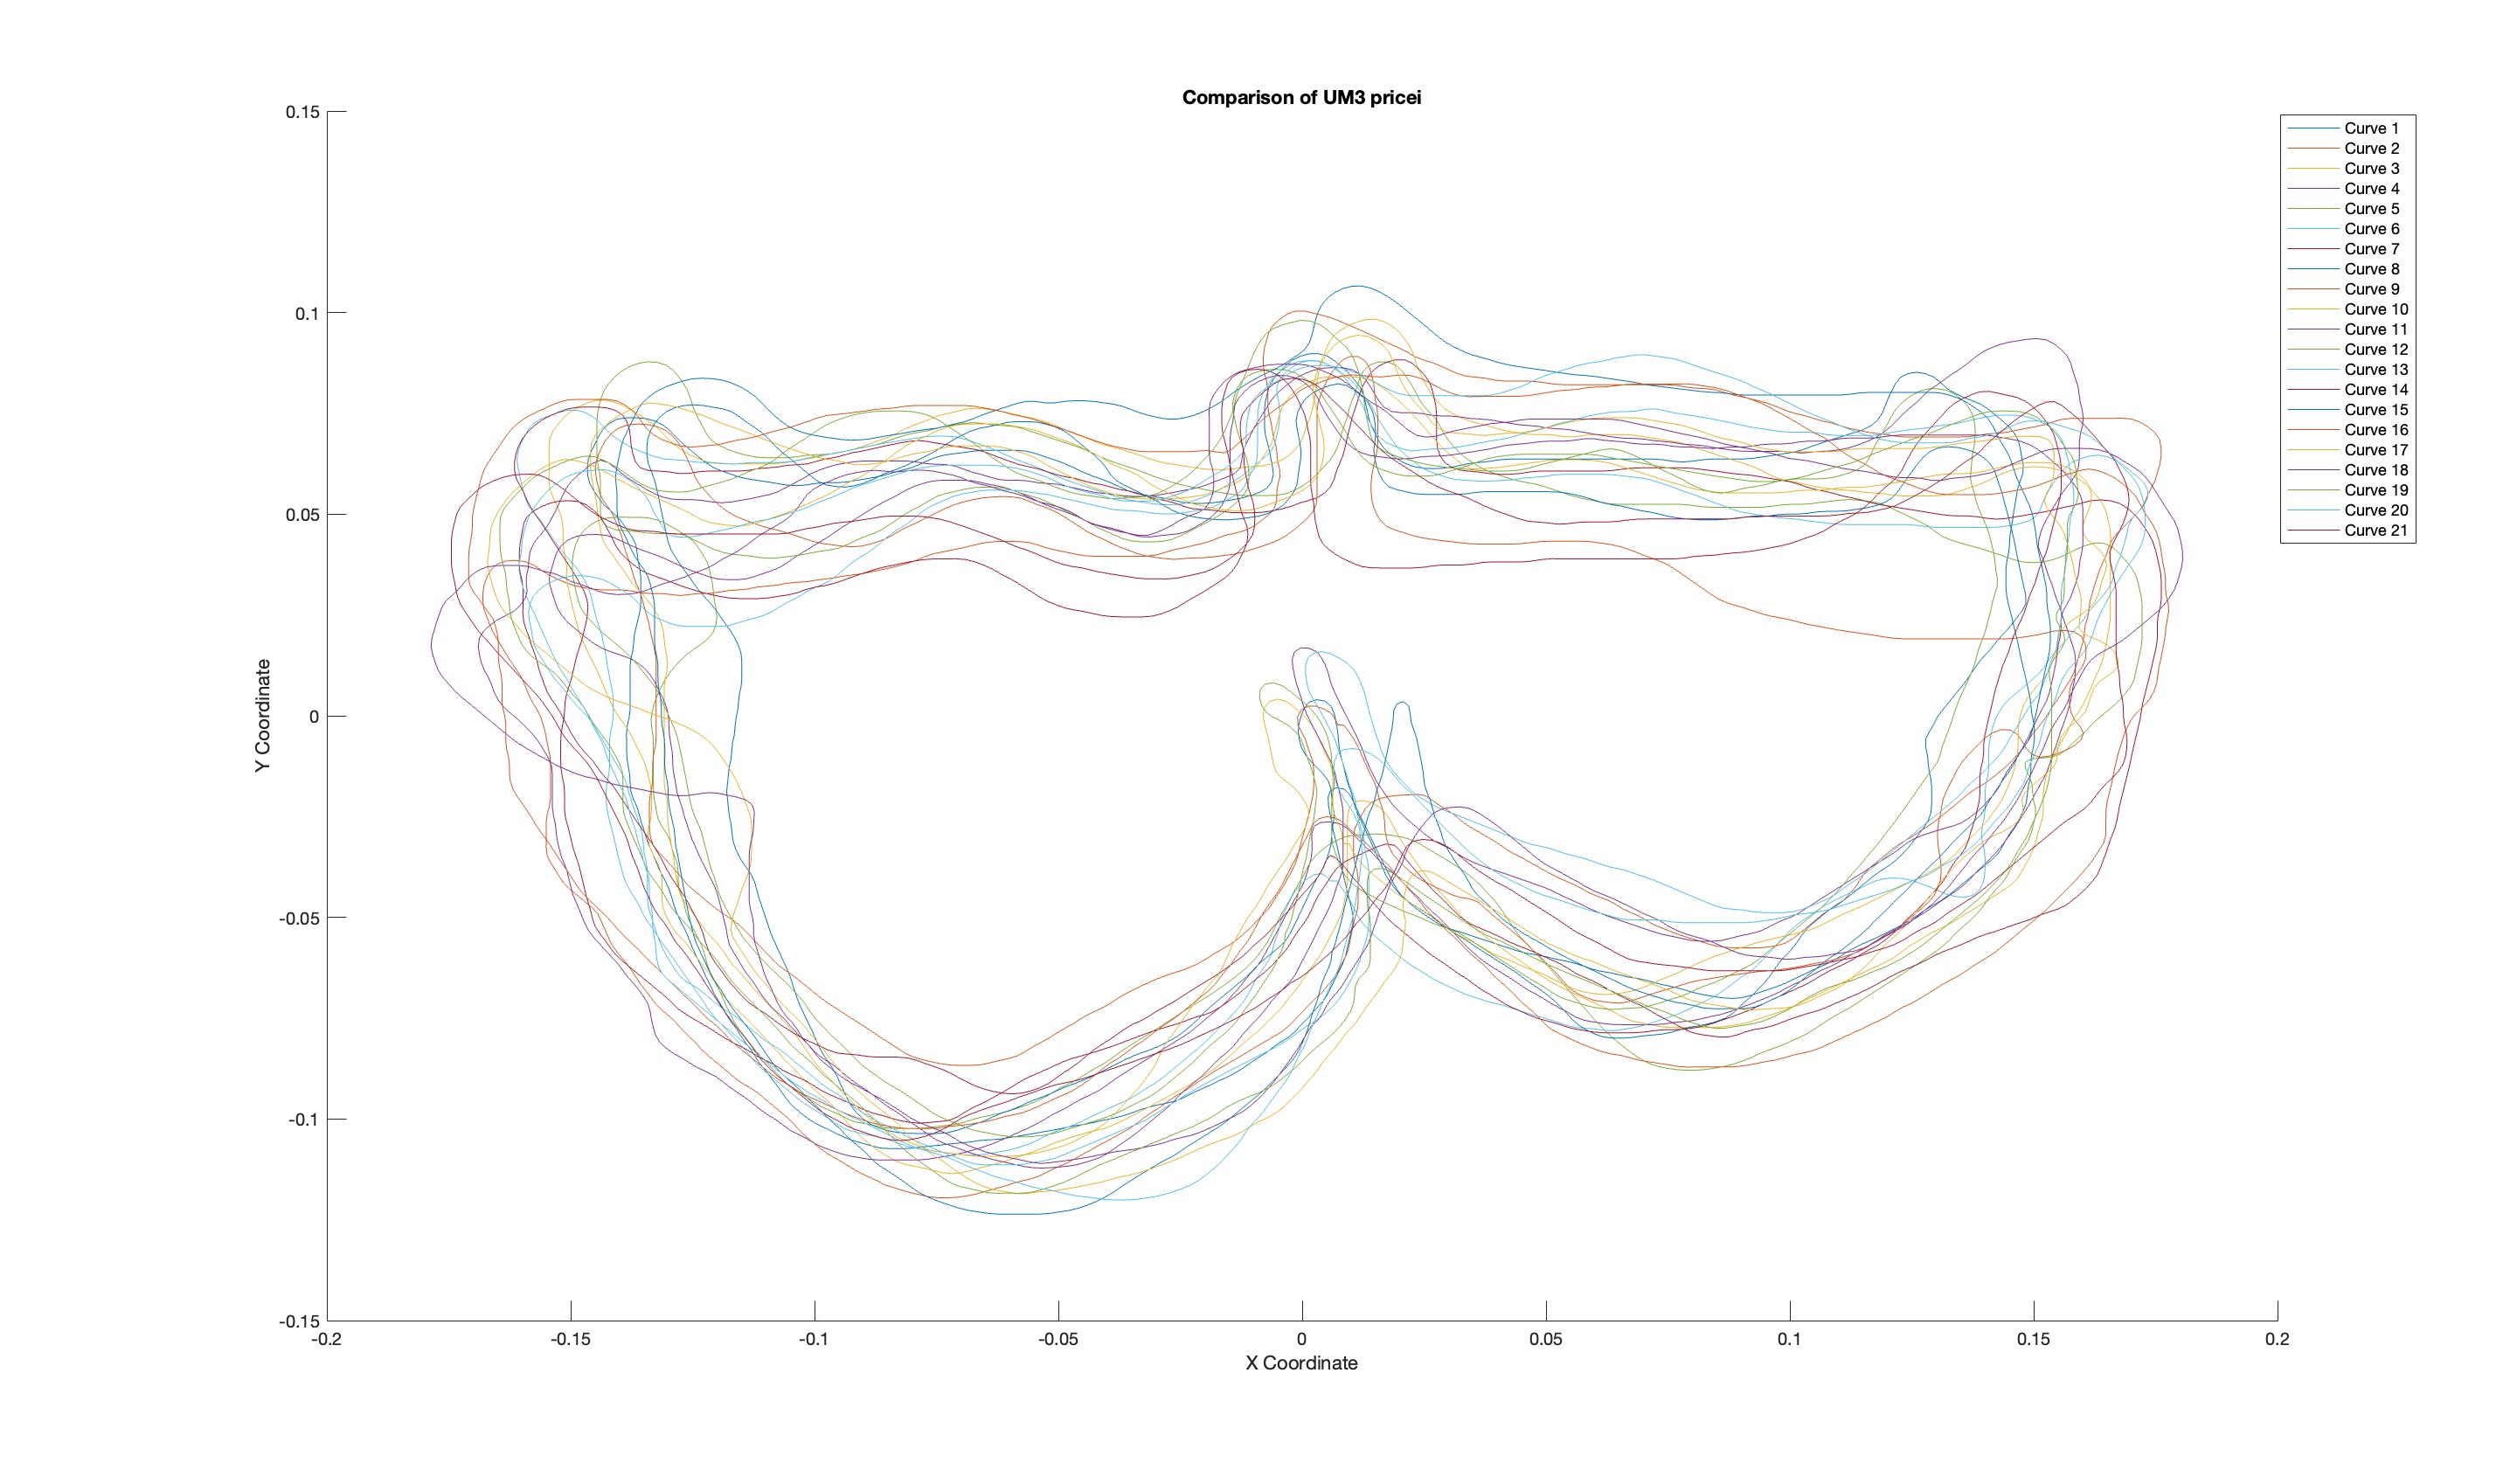 Comparison of UM3 pricei
0.15
0.1
0.05
0
-0.05
-0.1
-0.15
Y Coordinate
-0.2
-0.15
-0.1
-0.05
0
0.05
0.1
0.15
0.2
X Coordinate
Curve 1
Curve 2
Curve 3
Curve 4
Curve 5
Curve 6
Curve 7
Curve 8
Curve 9
Curve 10
Curve 11
Curve 12
Curve 13
Curve 14
Curve 15
Curve 16
Curve 17
Curve 18
Curve 19
Curve 20
Curve 21